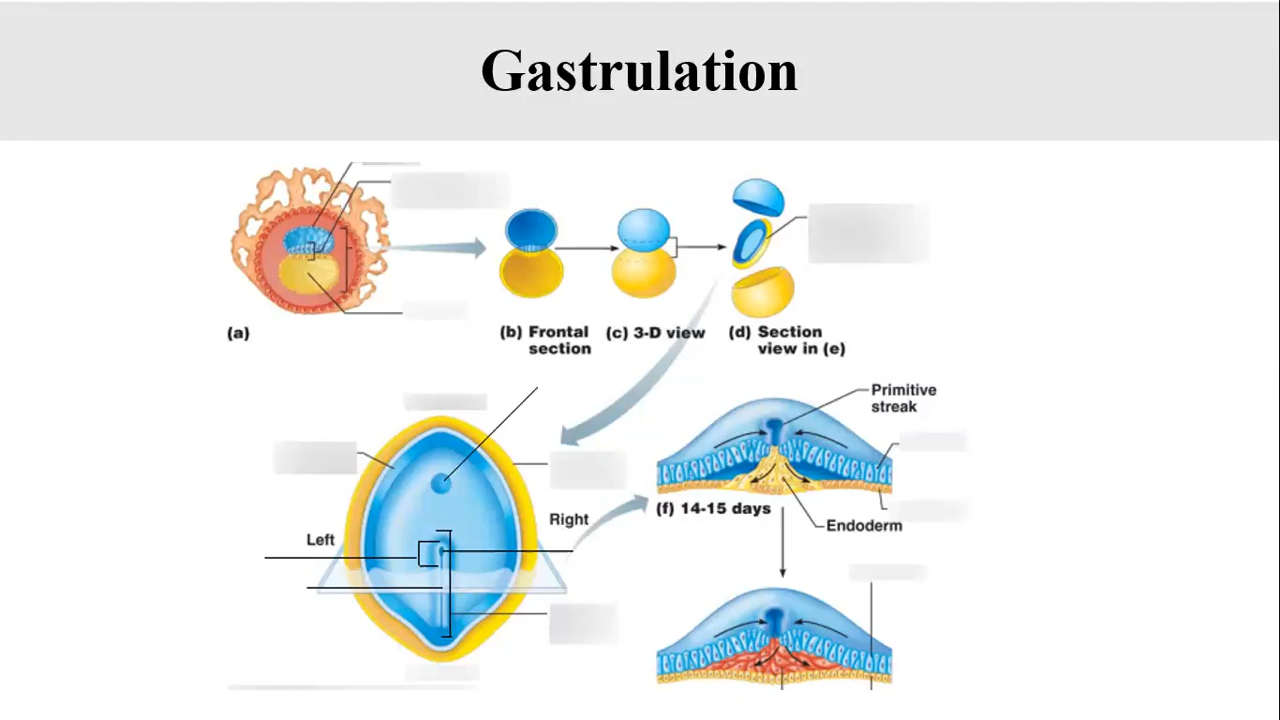 Gastrulation
(a)
(b) Frontal
section
(c) 3-D view
(d) Section
view in (e)
Primitive
streak
Left
Right
(f) 14-15 days
Endoderm